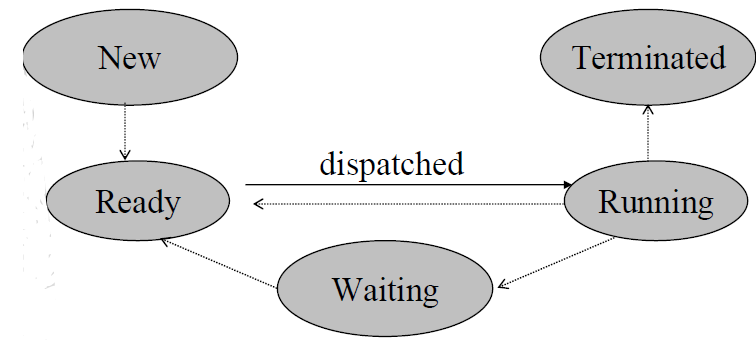 New
Terminated
dispatched
Ready
Running
Waiting